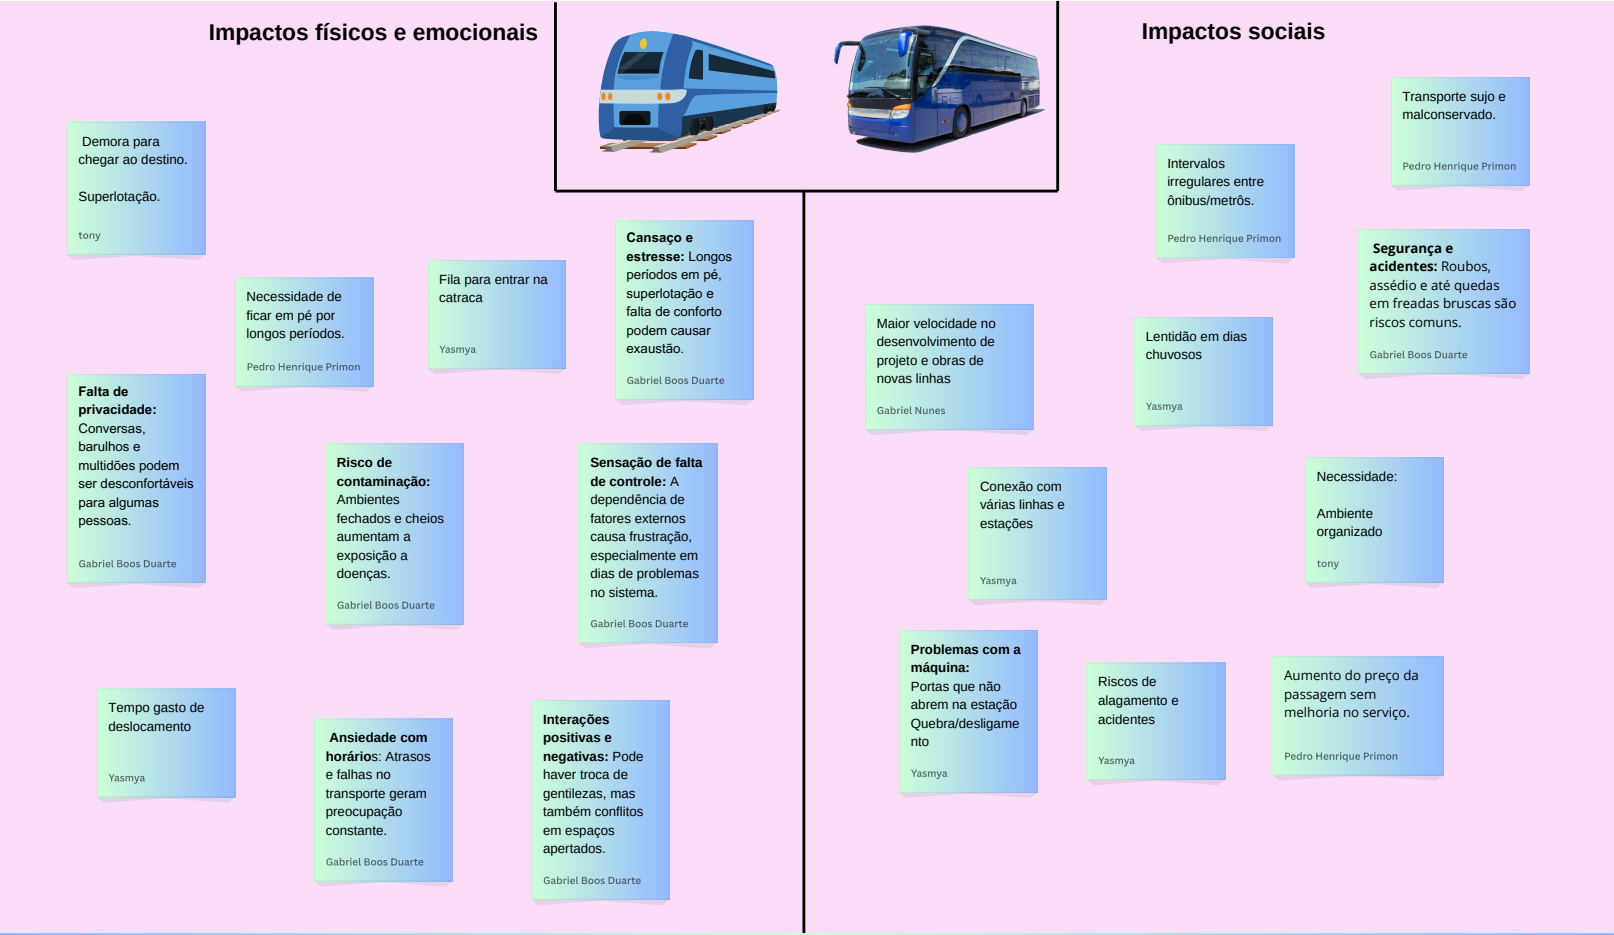 Impactos físicos e emocionais
Demora para
chegar ao destino.
Superlotação.
tony
Necessidade de
ficar em pé por
longos períodos.
Pedro Henrique Primon
Fila para entrar na
catraca
Yasmya
Cansaço e
estresse: Longos
períodos em pé,
superlotação e
falta de conforto
podem causar
exaustão.
Gabriel Boos Duarte
Falta de
privacidade:
Conversas,
barulhos e
multidões podem
ser desconfortáveis
para algumas
pessoas.
Gabriel Boos Duarte
Risco de
contaminação:
Ambientes
fechados e cheios
aumentam a
exposição a
doenças.
Gabriel Boos Duarte
Sensação de falta
de controle: A
dependência de
fatores externos
causa frustração,
especialmente em
dias de problemas
no sistema.
Gabriel Boos Duarte
Tempo gasto de
deslocamento
Yasmya
Ansiedade com
horários: Atrasos
e falhas no
transporte geram
preocupação
constante.
Gabriel Boos Duarte
Interações
positivas e
negativas: Pode
haver troca de
gentilezas, mas
também conflitos
em espaços
apertados.
Gabriel Boos Duarte
Impactos sociais
Transporte sujo e
malconservado.
Pedro Henrique Primon
Intervalos
irregulares entre
ônibus/metrôs.
Pedro Henrique Primon
Segurança e
acidentes: Roubos,
assédio e até quedas
em freadas bruscas são
riscos comuns.
Gabriel Boos Duarte
Maior velocidade no
desenvolvimento de
projeto e obras de
novas linhas
Gabriel Nunes
Lentidão em dias
chuvosos
Yasmya
Conexão com
várias linhas e
estações
Yasmya
Necessidade:
Ambiente
organizado
tony
Problemas com a
máquina:
Portas que não
abrem na estação
Quebra/desligame
nto
Yasmya
Riscos de
alagamento e
acidentes
Yasmya
Aumento do preço da
passagem sem
melhoria no serviço.
Pedro Henrique Primon